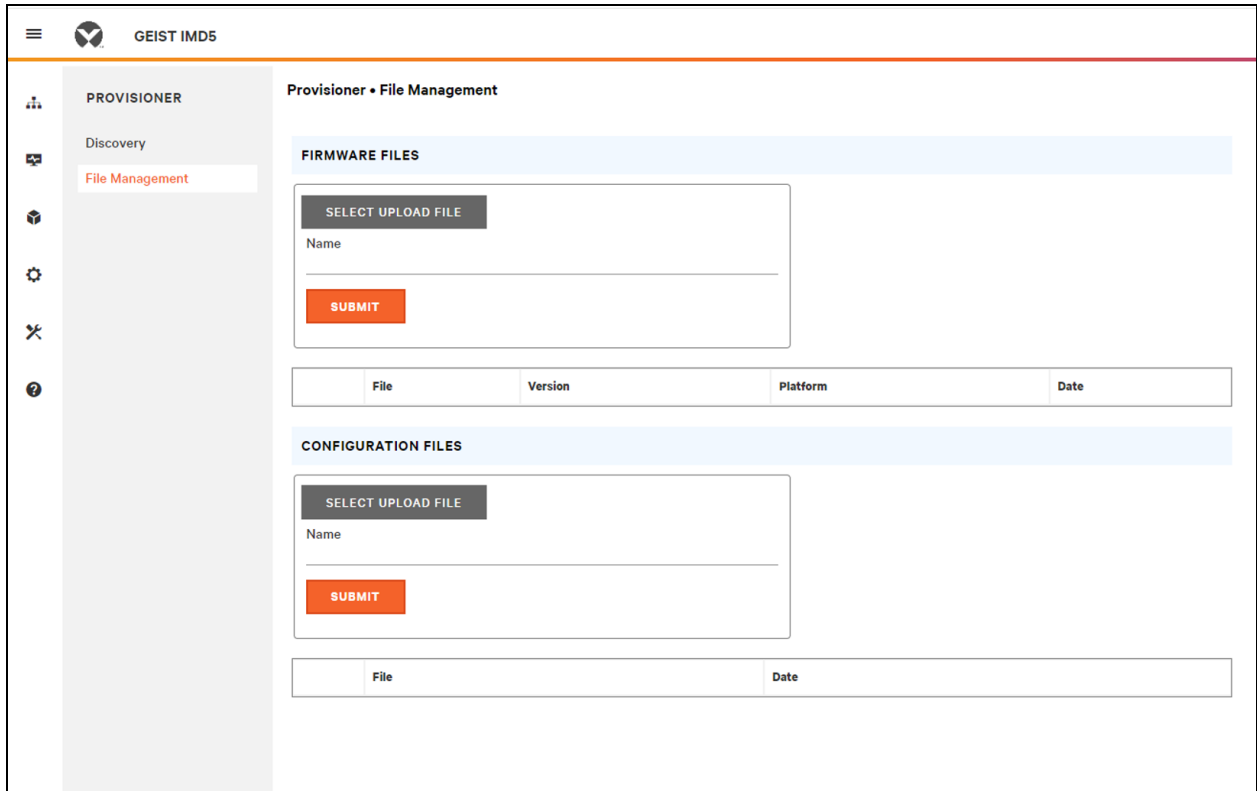 GEIST IMD5
PROVISIONER
Discovery
File Management
Provisioner • File Management
FIRMWARE FILES
SELECT UPLOAD FILE
Name
SUBMIT
File Version Platform Date
CONFIGURATION FILES
SELECT UPLOAD FILE
Name
SUBMIT
File Date